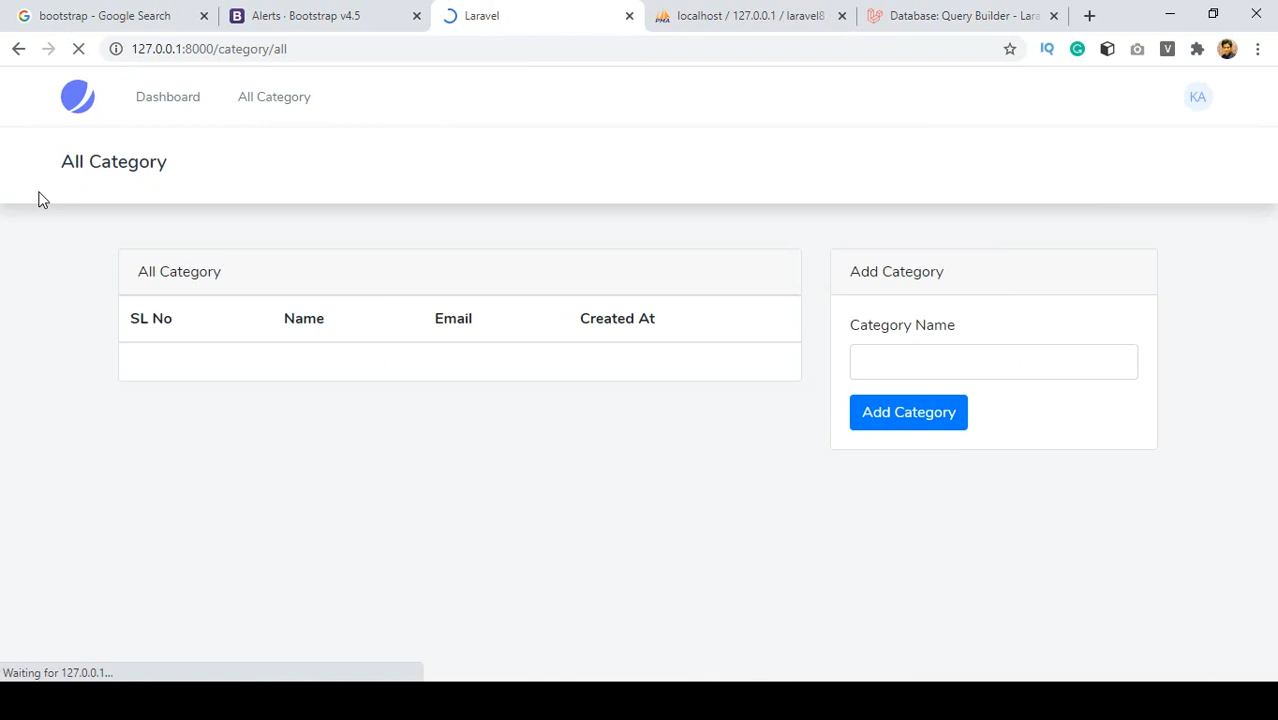 bootstrap - Google Search
Alerts · Bootstrap v4.5
Laravel
localhost / 127.0.0.1 / laravel8
Database: Query Builder - Lara
127.0.0.1:8000/category/all
IQ
V
Dashboard
All Category
KA
All Category
All Category
SL No
Name
Email
Created At
Add Category
Category Name
Add Category
Waiting for 127.0.0.1...